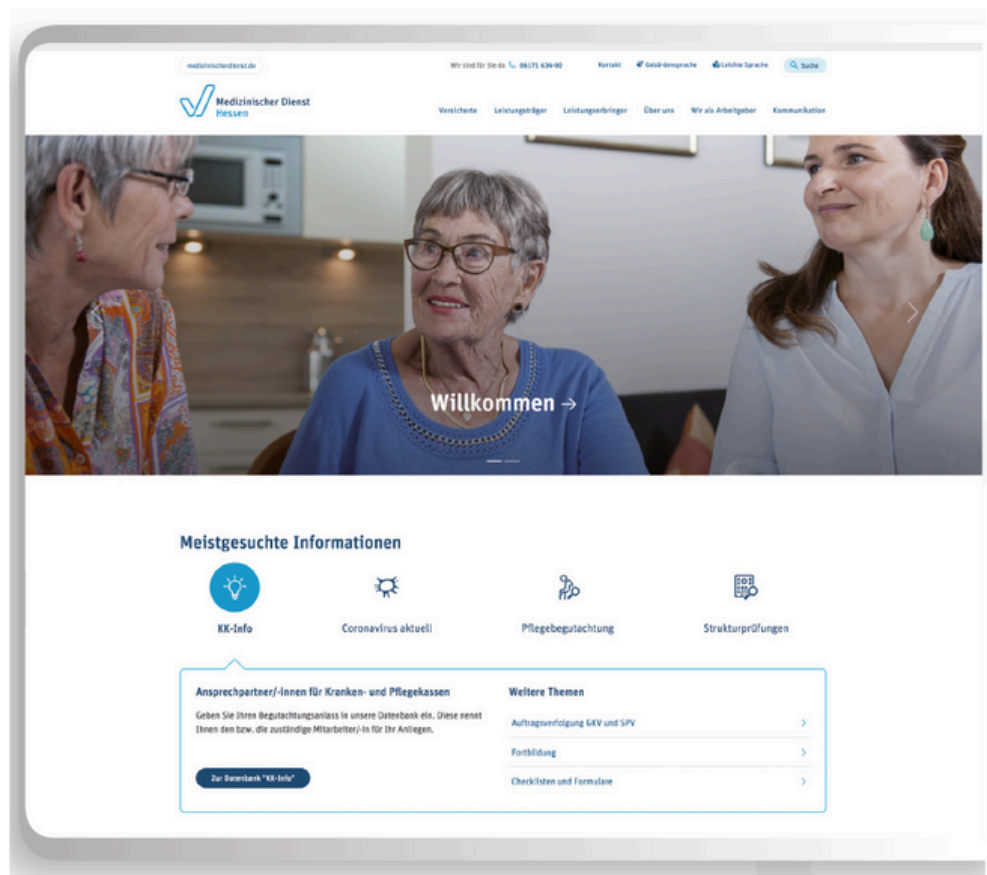 medizinischerdienst.de
Wir sind für Sie da 06171 634-00 Kontakt Gebärdensprache Leichte Sprache Suche
Medizinischer Dienst
Hessen
Versicherte Leistungsträger Leistungserbringer Über uns Wir als Arbeitgeber Kommunikation
Willkommen →
Meistgesuchte Informationen
KK-Info Coronavirus aktuell Pflegebegutachtung Strukturprüfungen
Ansprechpartner/-innen für Kranken- und Pflegekassen
Geben Sie Ihren Begutachtungsanlass in unsere Datenbank ein. Diese nennt
Ihnen den bzw. die zuständige Mitarbeiter/-in für Ihr Anliegen.
Zur Datenbank "KK-Info"
Weitere Themen
Auftragsverfolgung GKV und SPV
Fortbildung
Checklisten und Formulare